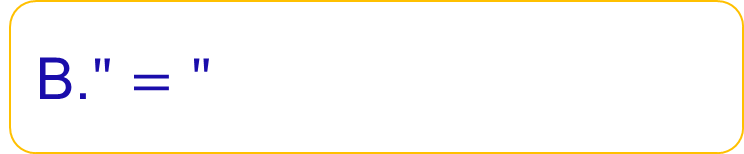 B." = "